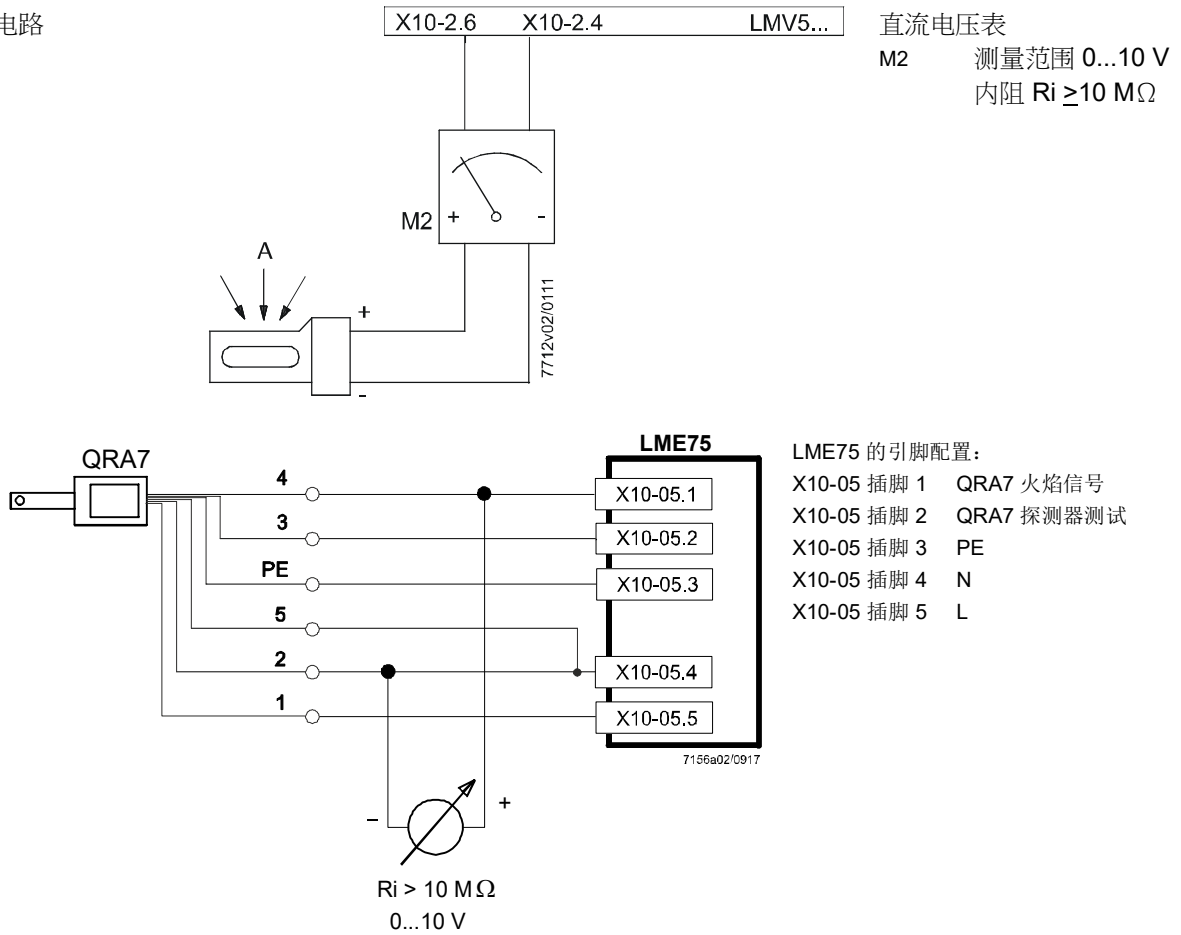 电路
X10-2.6 X10-2.4 LMV5...
直流电压表
M2 测量范围 0...10 V
内阻 Ri ≥10 MΩ
M2 + -
A
+
-
7712v02/0111
QRA7
LME75
4
X10-05.1
3
X10-05.2
PE
X10-05.3
5
2
X10-05.4
1
X10-05.5
7156a02/0917
LME75 的引脚配置：
X10-05 插脚 1 QRA7 火焰信号
X10-05 插脚 2 QRA7 探测器测试
X10-05 插脚 3 PE
X10-05 插脚 4 N
X10-05 插脚 5 L
– +
Ri > 10 MΩ
0...10 V